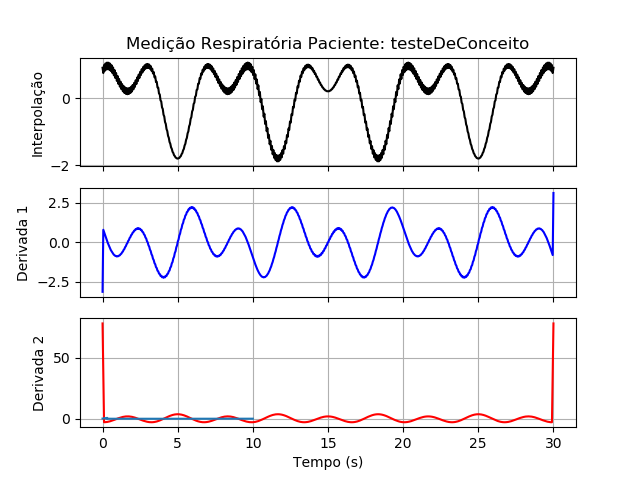 Medição Respiratória Paciente: testeDeConceito
Interpolação
0
−2
Derivada 1
2.5
0.0
−2.5
Derivada 2
50
0
0 5 10 15 20 25 30
Tempo (s)